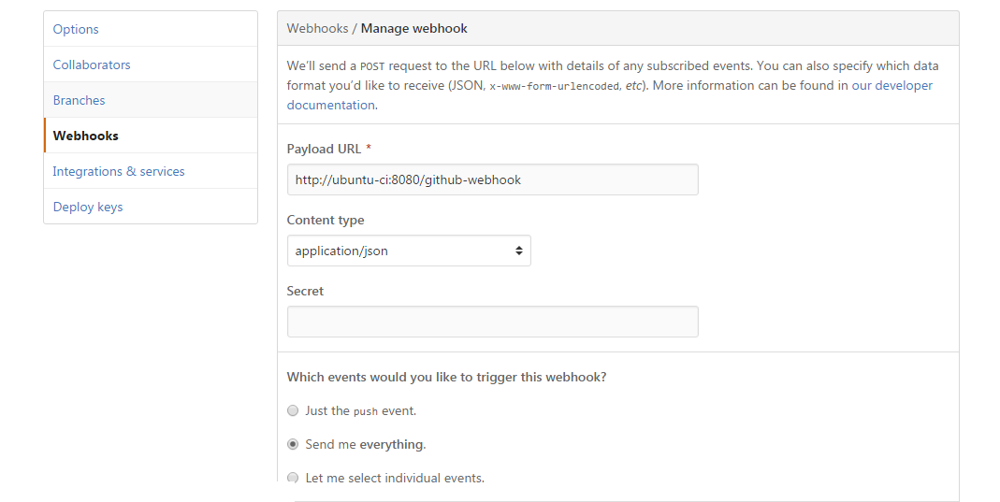 Options
Collaborators
Branches
Webhooks
Integrations & services
Deploy keys
Webhooks / Manage webhook
We'll send a POST request to the URL below with details of any subscribed events. You can also specify which data
format you'd like to receive (JSON, x-www-form-urlencoded, etc). More information can be found in our developer
documentation.
Payload URL *
http://ubuntu-ci:8080/github-webhook
Content type
application/json
Secret
Which events would you like to trigger this webhook?
Just the push event.
Send me everything.
Let me select individual events.